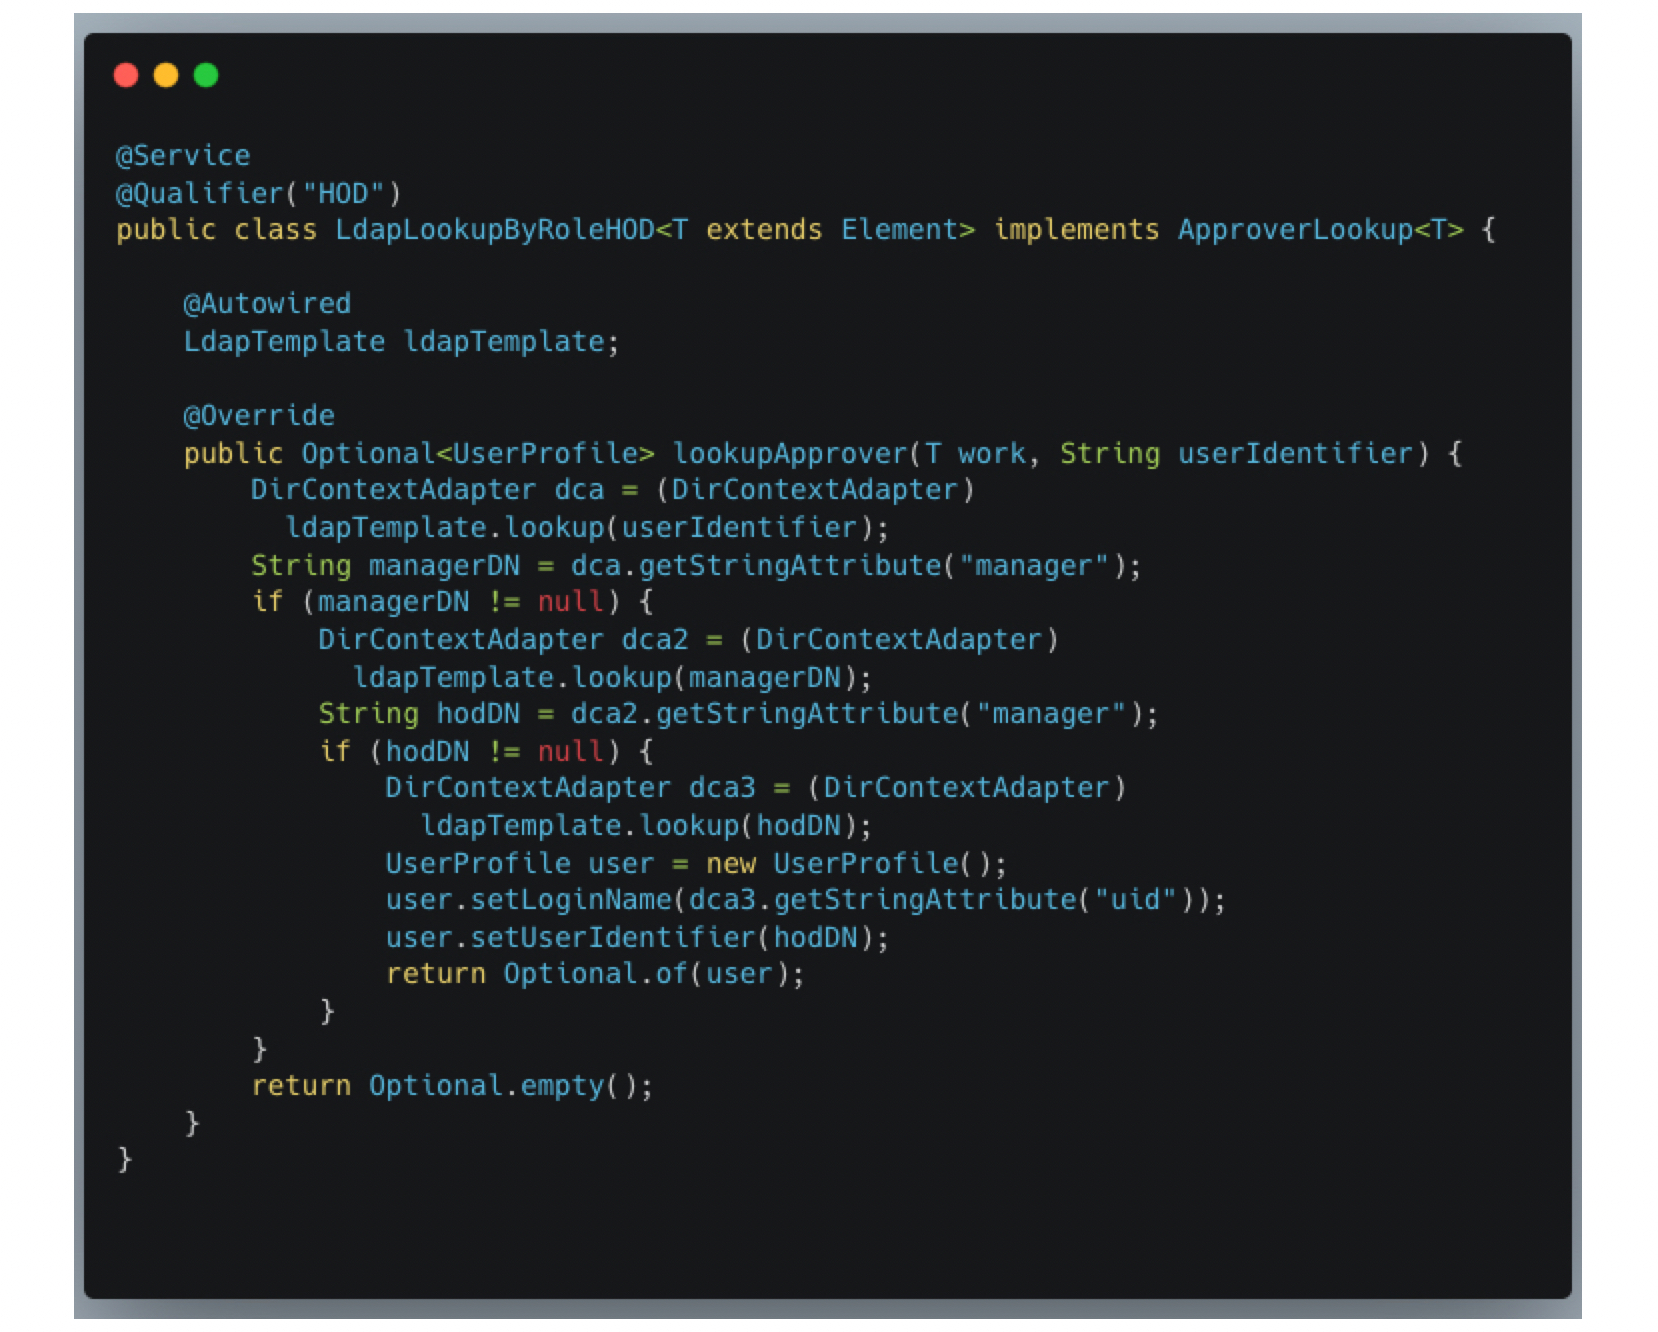 @Service
@Qualifier("HOD")
public class LdapLookupByRoleHOD<T extends Element> implements ApproverLookup<T> {
@Autowired
LdapTemplate ldapTemplate;
@Override
public Optional<UserProfile> lookupApprover(T work, String userIdentifier) {
DirContextAdapter dca = (DirContextAdapter)
ldapTemplate.lookup(userIdentifier);
String managerDN = dca.getStringAttribute("manager");
if (managerDN != null) {
DirContextAdapter dca2 = (DirContextAdapter)
ldapTemplate.lookup(managerDN);
String hodDN = dca2.getStringAttribute("manager");
if (hodDN != null) {
DirContextAdapter dca3 = (DirContextAdapter)
ldapTemplate.lookup(hodDN);
UserProfile user = new UserProfile();
user.setLoginName(dca3.getStringAttribute("uid"));
user.setUserIdentifier(hodDN);
return Optional.of(user);
}
}
return Optional.empty();
}
}